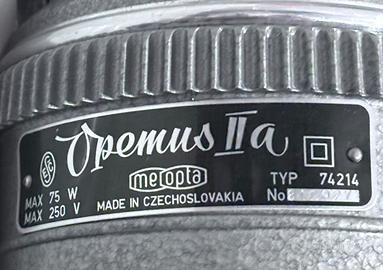 Opemus IIa
meopta
MAX 75 W
MAX 250 V
MADE IN CZECHOSLOVAKIA
TYP 74214
No